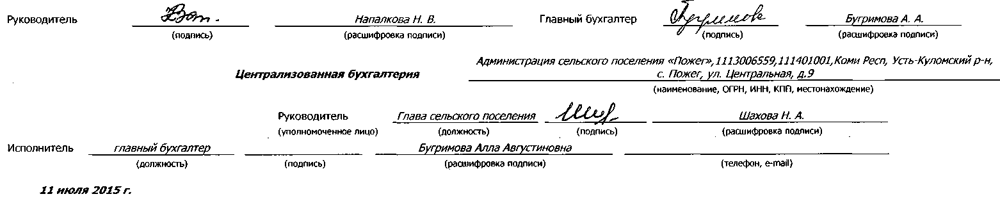 Руководитель Напалкова Н. В. Главный бухгалтер Бугримова Бугримова А. А.
(подпись) (расшифровка подписи) (подпись) (расшифровка подписи)
Администрация сельского поселения «Пожег»,1113006559,111401001,Коми Респ, Усть-Куломский р-н,
Централизованная бухгалтерия с. Пожег, ул. Центральная, д.9
(наименование, ОГРН, ИНН, КПП, местонахождение)
Руководитель Глава сельского поселения Шахова Н. А.
(уполномоченное лицо) (должность) (подпись) (расшифровка подписи)
Исполнитель главный бухгалтер Бугримова Алла Августиновна
(должность) (подпись) (расшифровка подписи) (телефон, e-mail)
11 июля 2015 г.